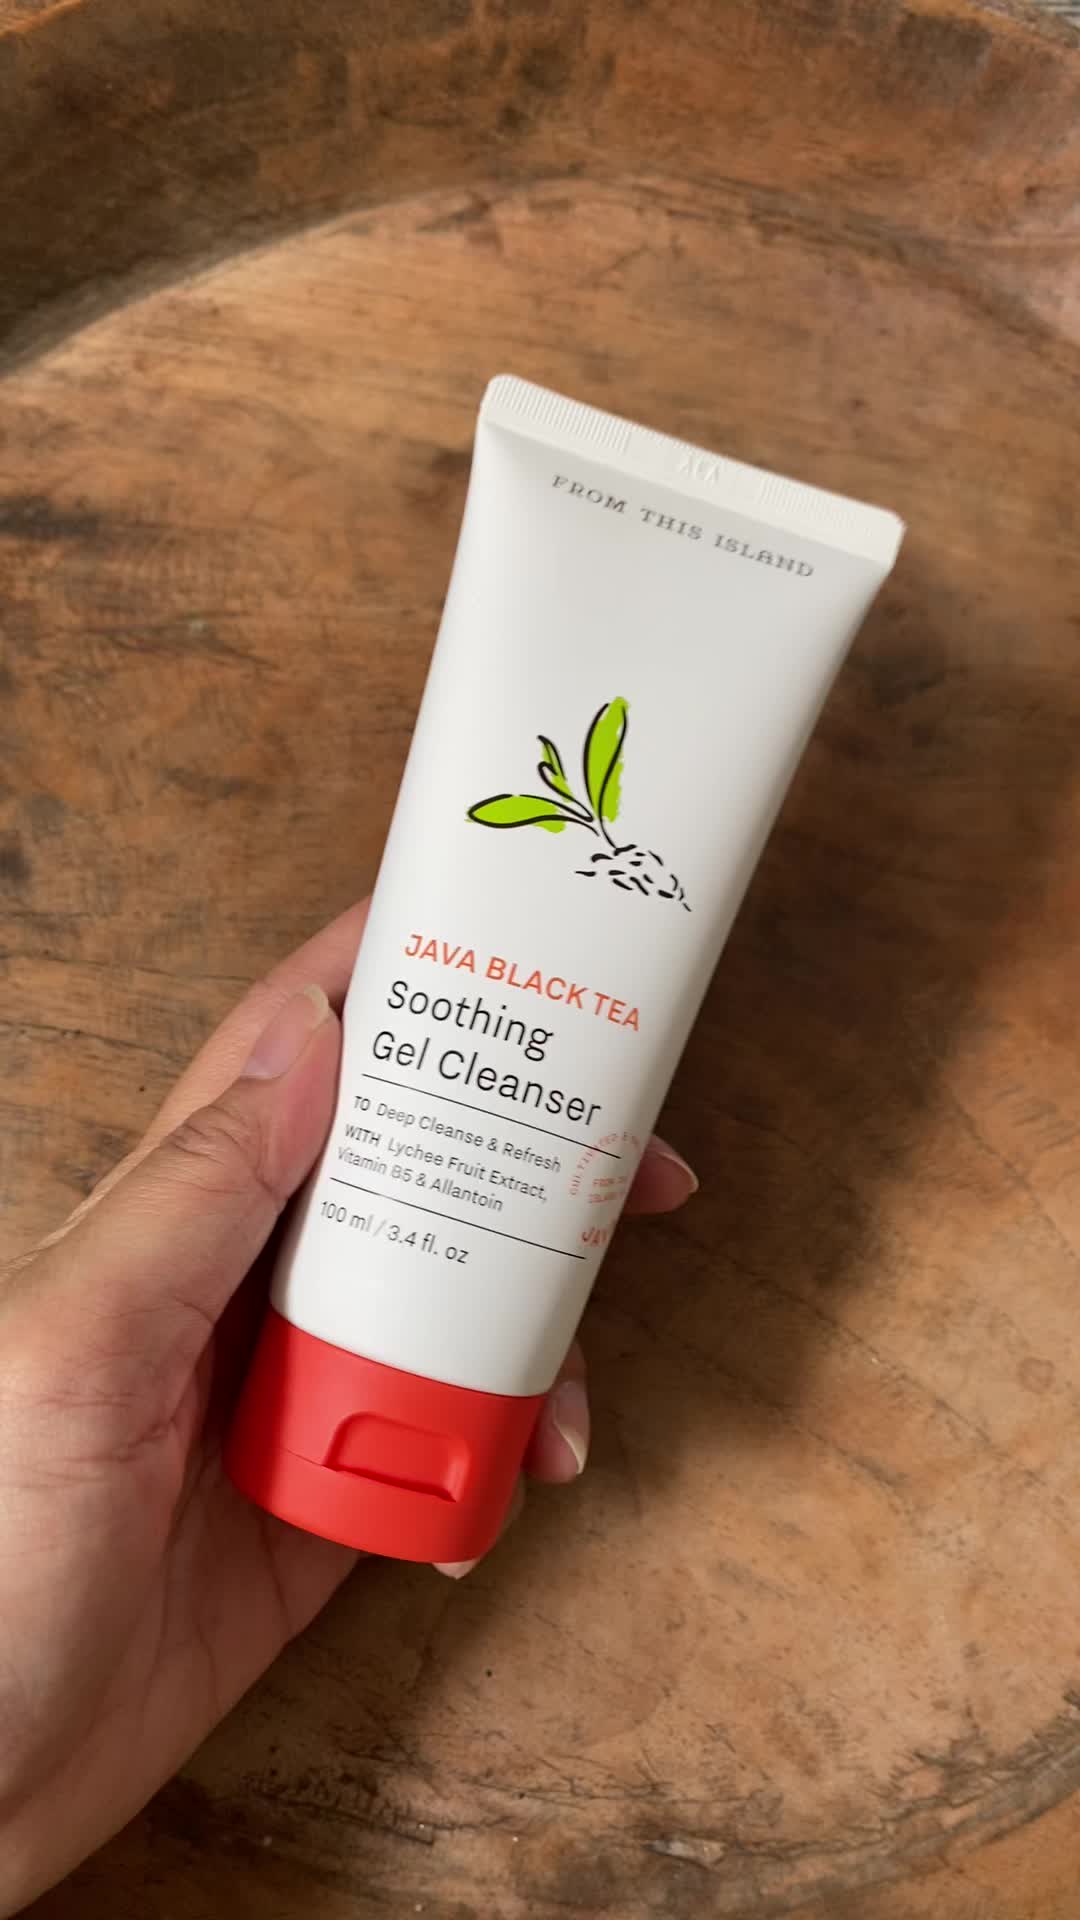 FROM THIS ISLAND
JAVA BLACK TEA
Soothing
Gel Cleanser
TO Deep Cleanse & Refresh
WITH Lychee Fruit Extract,
Vitamin B5 & Allantoin
100 ml / 3.4 fl. oz